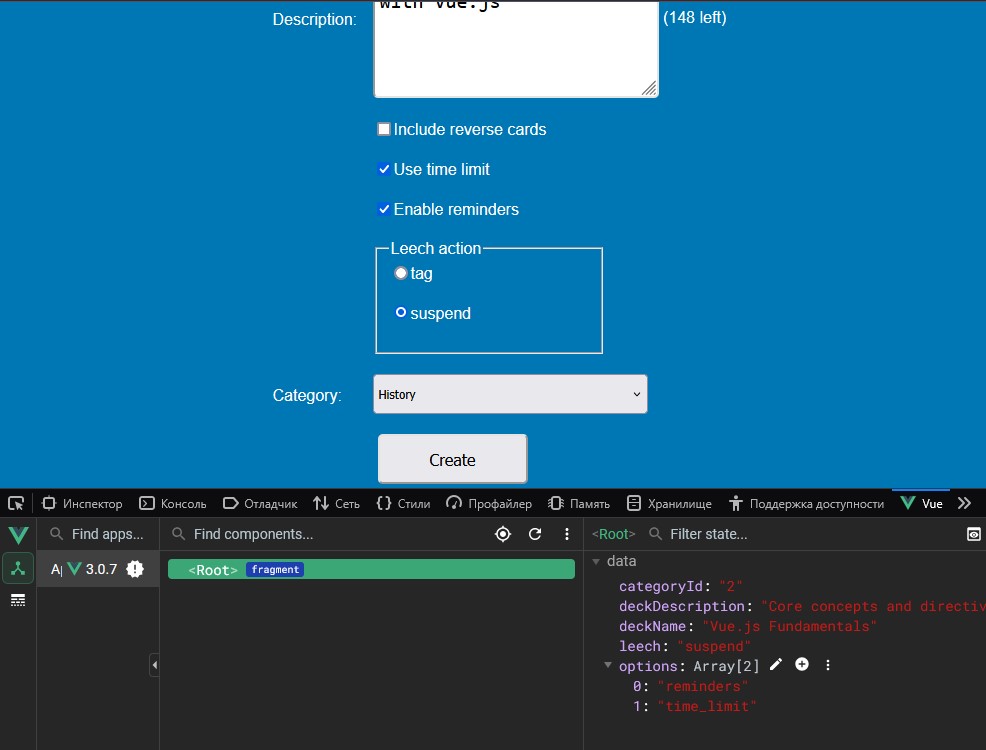 with Vue.js
Description:
(148 left)
Include reverse cards
Use time limit
Enable reminders
Leech action
tag
suspend
Category:
History
Create
Инспектор Консоль Отладчик Сеть Стили Профайлер Память Хранилище Поддержка доступности Vue
Find apps... Find components... <Root> Filter state...
3.0.7 <Root> fragment
data
categoryId: "2"
deckDescription: "Core concepts and directiv
deckName: "Vue.js Fundamentals"
leech: "suspend"
options: Array[2]
0: "reminders"
1: "time_limit"